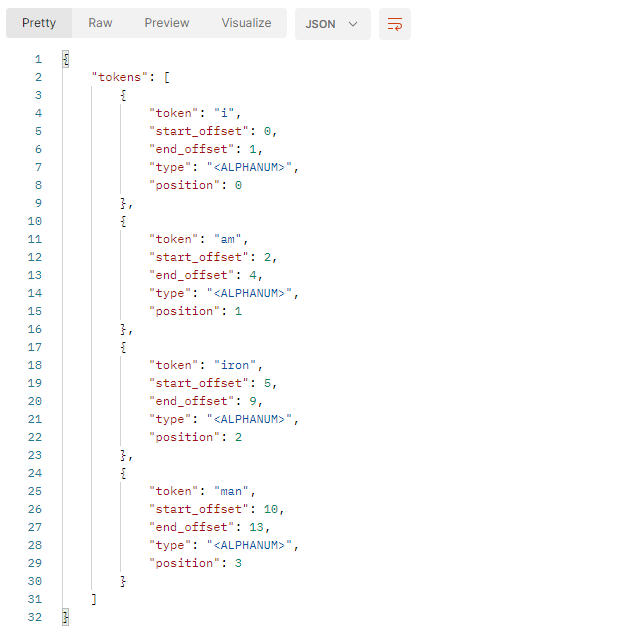 Pretty Raw Preview Visualize JSON
1 {
2     "tokens": [
3         {
4             "token": "i",
5             "start_offset": 0,
6             "end_offset": 1,
7             "type": "<ALPHANUM>",
8             "position": 0
9         },
10         {
11             "token": "am",
12             "start_offset": 2,
13             "end_offset": 4,
14             "type": "<ALPHANUM>",
15             "position": 1
16         },
17         {
18             "token": "iron",
19             "start_offset": 5,
20             "end_offset": 9,
21             "type": "<ALPHANUM>",
22             "position": 2
23         },
24         {
25             "token": "man",
26             "start_offset": 10,
27             "end_offset": 13,
28             "type": "<ALPHANUM>",
29             "position": 3
30         }
31     ]
32 }